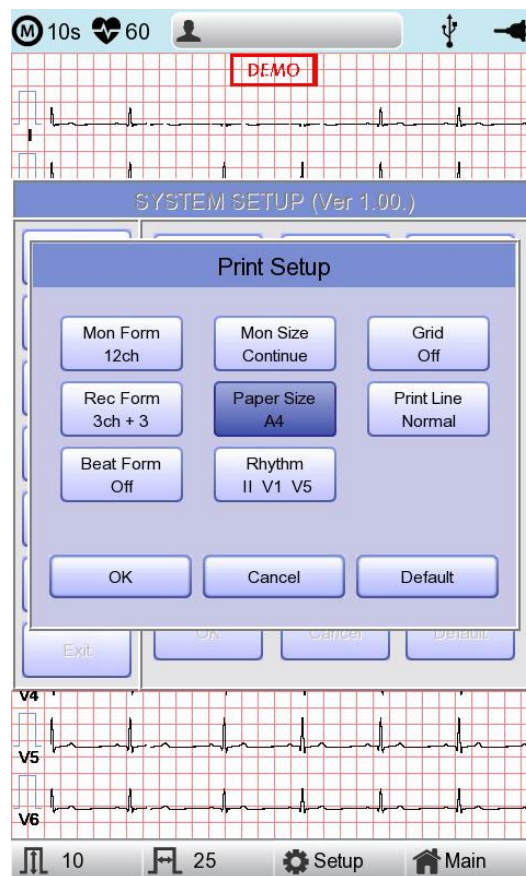 M 10s 60
DEMO
I
SYSTEM SETUP (Ver 1.00.)
Print Setup
Mon Form
12ch
Mon Size
Continue
Grid
Off
Rec Form
3ch + 3
Paper Size
A4
Print Line
Normal
Beat Form
Off
Rhythm
II V1 V5
OK
Cancel
Default
Exit
OK
Cancel
Default
V4
V5
V6
10
25
Setup
Main